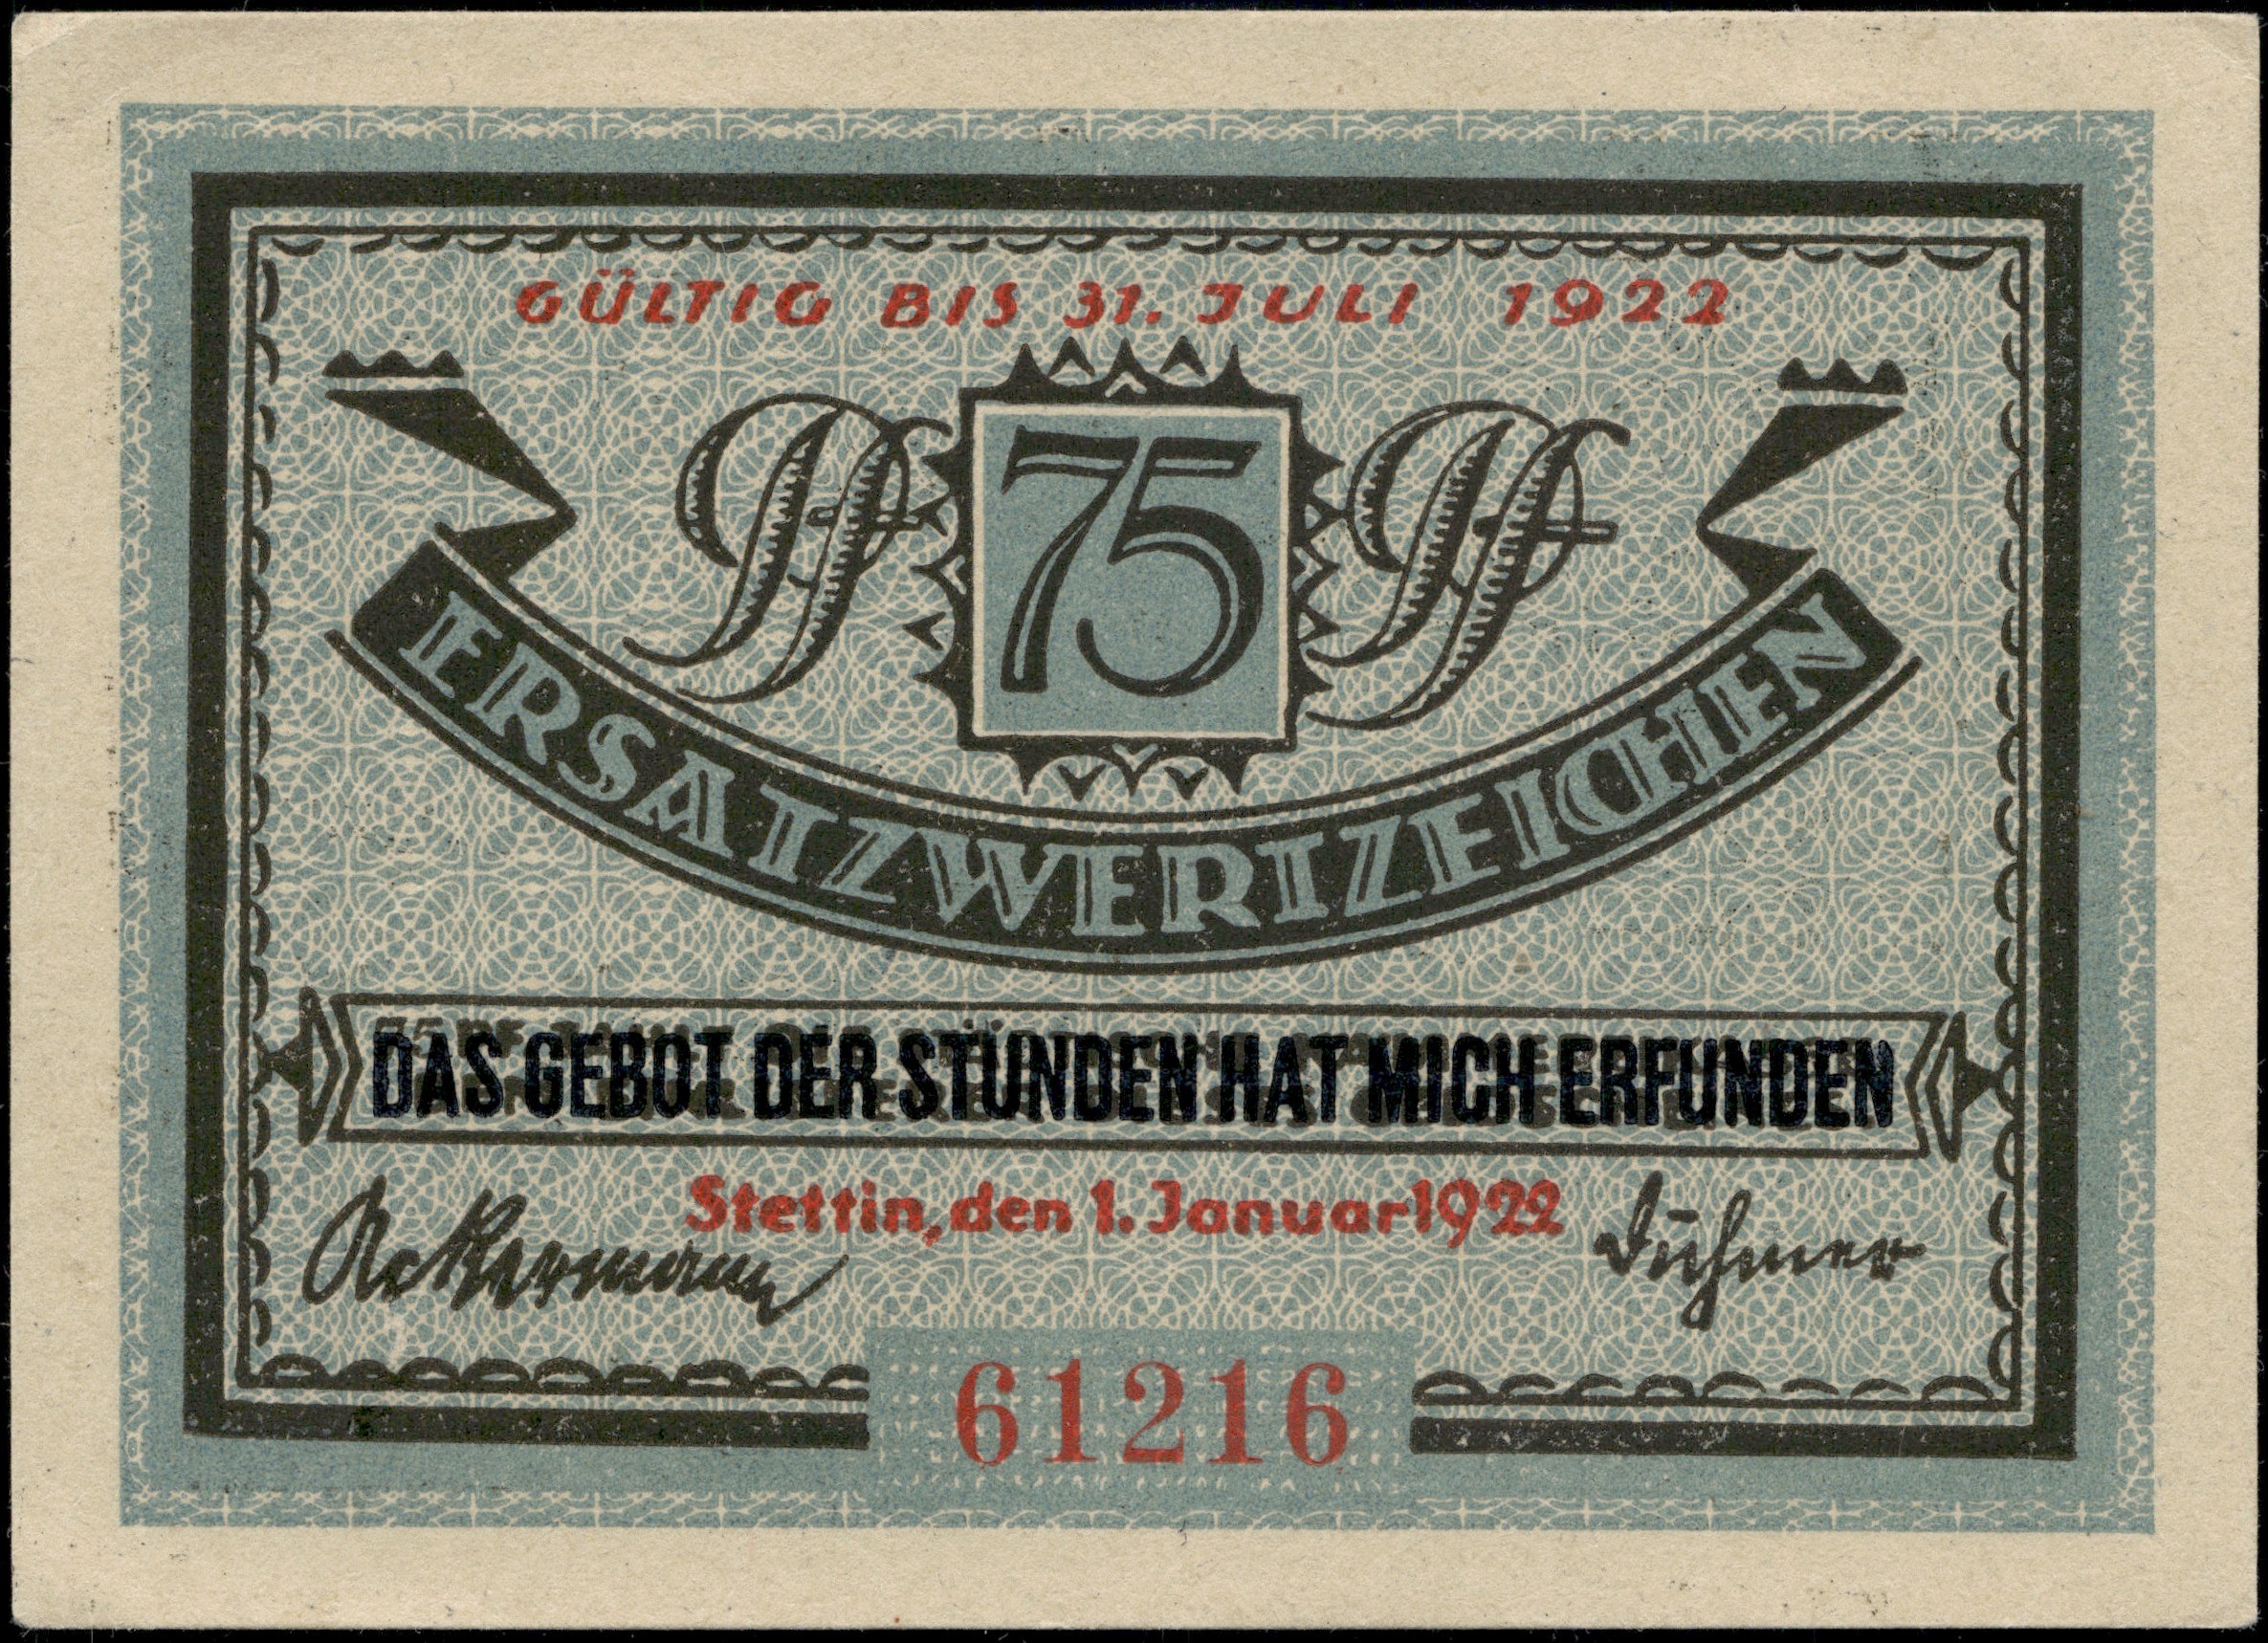 GÜLTIG BIS 31. JULI 1922
Pf 75 Pf
ERSATZWERTZEICHEN
DAS GEBOT DER STUNDEN HAT MICH ERFUNDEN
Stettin, den 1. Januar 1922
Ackermann
61216